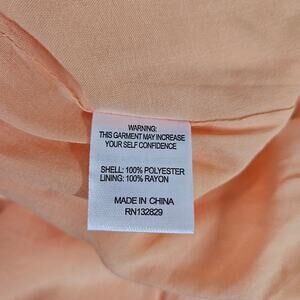 WARNING:
THIS GARMENT MAY INCREASE
YOUR SELF CONFIDENCE
SHELL: 100% POLYESTER
LINING: 100% RAYON
MADE IN CHINA
RN132829